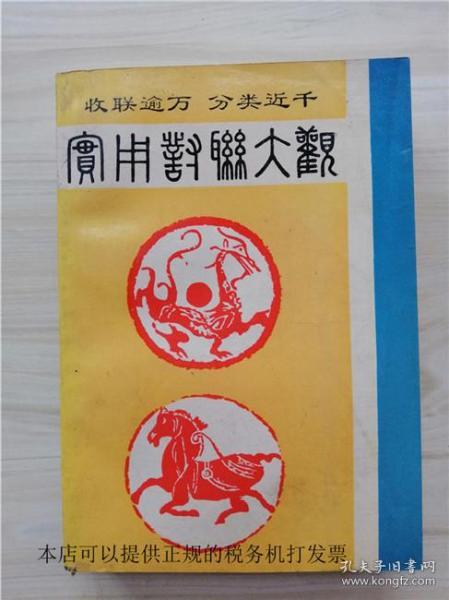 收联逾万 分类近千
實用對聯大觀
本店可以提供正规的税务机打发票
孔夫子旧书网
www.kongfz.com